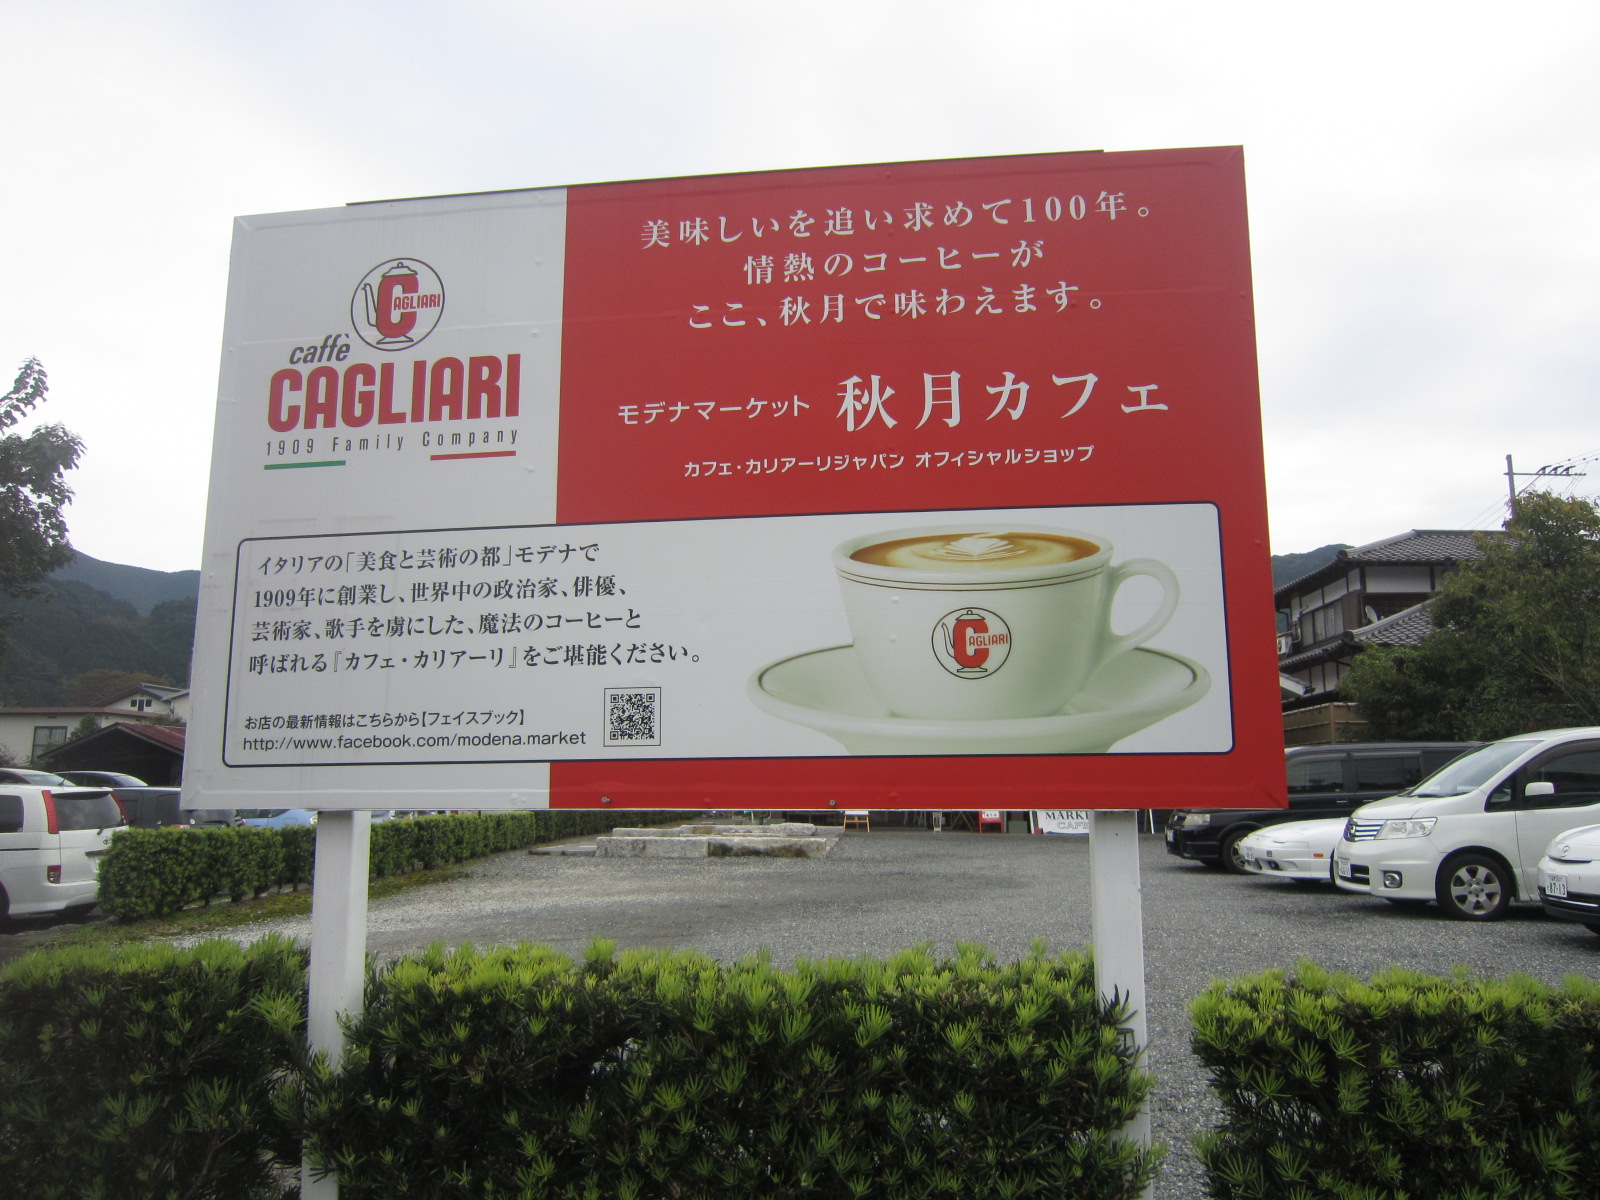 CAGLIARI
caffè
CAGLIARI
1909 Family Company
美味しいを追い求めて100年。
情熱のコーヒーが
ここ、秋月で味わえます。
モデナマーケット 秋月カフェ
カフェ・カリアーリジャパン オフィシャルショップ
イタリアの「美食と芸術の都」モデナで
1909年に創業し、世界中の政治家、俳優、
芸術家、歌手を虜にした、魔法のコーヒーと
呼ばれる『カフェ・カリアーリ』をご堪能ください。
お店の最新情報はこちらから【フェイスブック】
http://www.facebook.com/modena.market
CAGLIARI
87-13